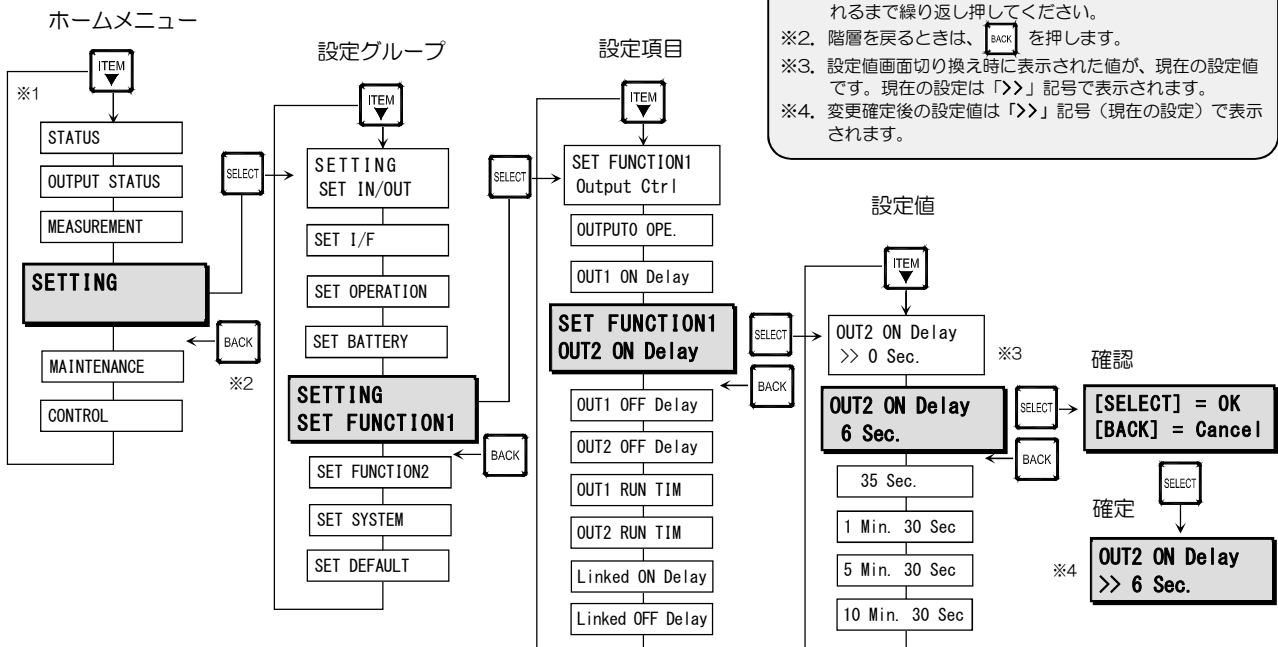 れるまで繰り返し押してください。
※2. 階層を戻るときは、 BACK を押します。
※3. 設定値画面切り換え時に表示された値が、現在の設定値
です。現在の設定は「>>」記号で表示されます。
※4. 変更確定後の設定値は「>>」記号（現在の設定）で表示
されます。
ホームメニュー
ITEM
※1
STATUS
OUTPUT STATUS
MEASUREMENT
SETTING
MAINTENANCE
CONTROL
SELECT
BACK
※2
設定グループ
ITEM
SETTING
SET IN/OUT
SET I/F
SET OPERATION
SET BATTERY
SETTING
SET FUNCTION1
SET FUNCTION2
SET SYSTEM
SET DEFAULT
SELECT
BACK
設定項目
ITEM
SET FUNCTION1
Output Ctrl
OUTPUT0 OPE.
OUT1 ON Delay
SET FUNCTION1
OUT2 ON Delay
OUT1 OFF Delay
OUT2 OFF Delay
OUT1 RUN TIM
OUT2 RUN TIM
Linked ON Delay
Linked OFF Delay
SELECT
BACK
設定値
ITEM
OUT2 ON Delay
>> 0 Sec.
※3
OUT2 ON Delay
6 Sec.
35 Sec.
1 Min. 30 Sec
5 Min. 30 Sec
10 Min. 30 Sec
SELECT
BACK
確認
[SELECT] = OK
[BACK] = Cancel
SELECT
確定
※4
OUT2 ON Delay
>> 6 Sec.